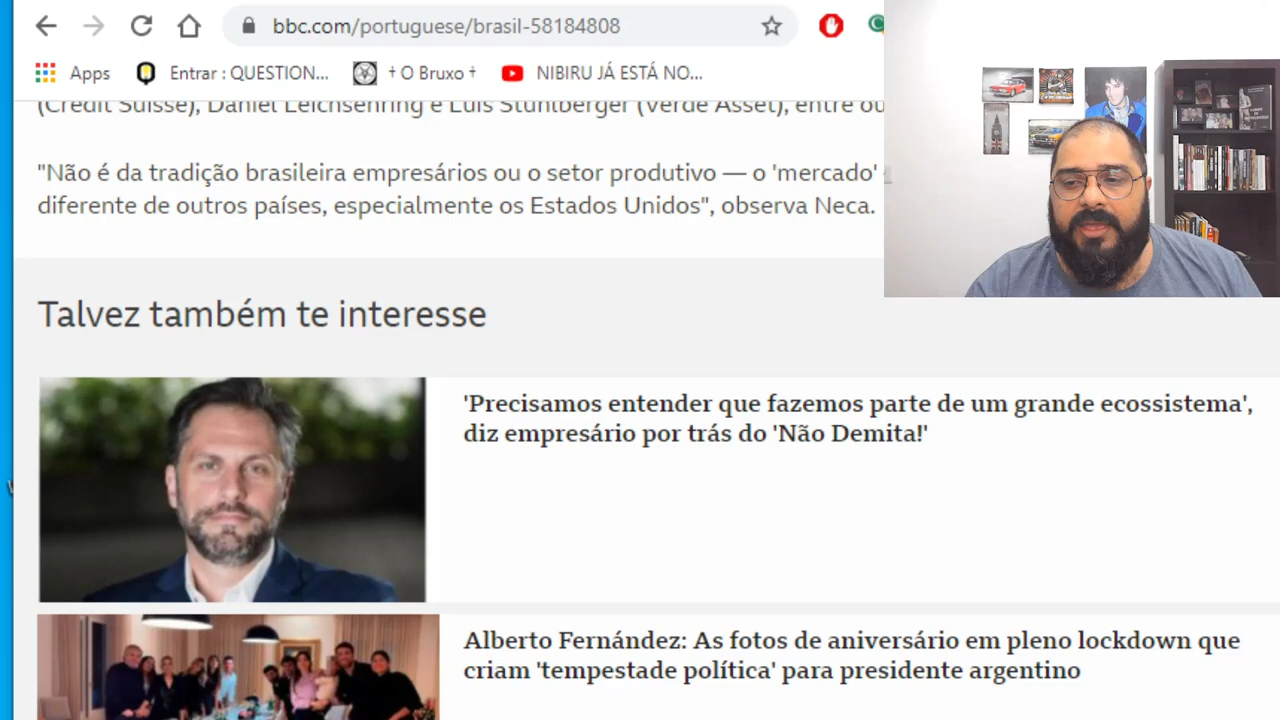 bbc.com/portuguese/brasil-58184808
Apps Entrar : QUESTION... † O Bruxo † NIBIRU JÁ ESTÁ NO...
(Credit Suisse), Daniel Leichsenring e Luis Stuhlberger (Verde Asset), entre ou
"Não é da tradição brasileira empresários ou o setor produtivo — o 'mercado'
diferente de outros países, especialmente os Estados Unidos", observa Neca.
Talvez também te interesse
'Precisamos entender que fazemos parte de um grande ecossistema',
diz empresário por trás do 'Não Demita!'
Alberto Fernández: As fotos de aniversário em pleno lockdown que
criam 'tempestade política' para presidente argentino